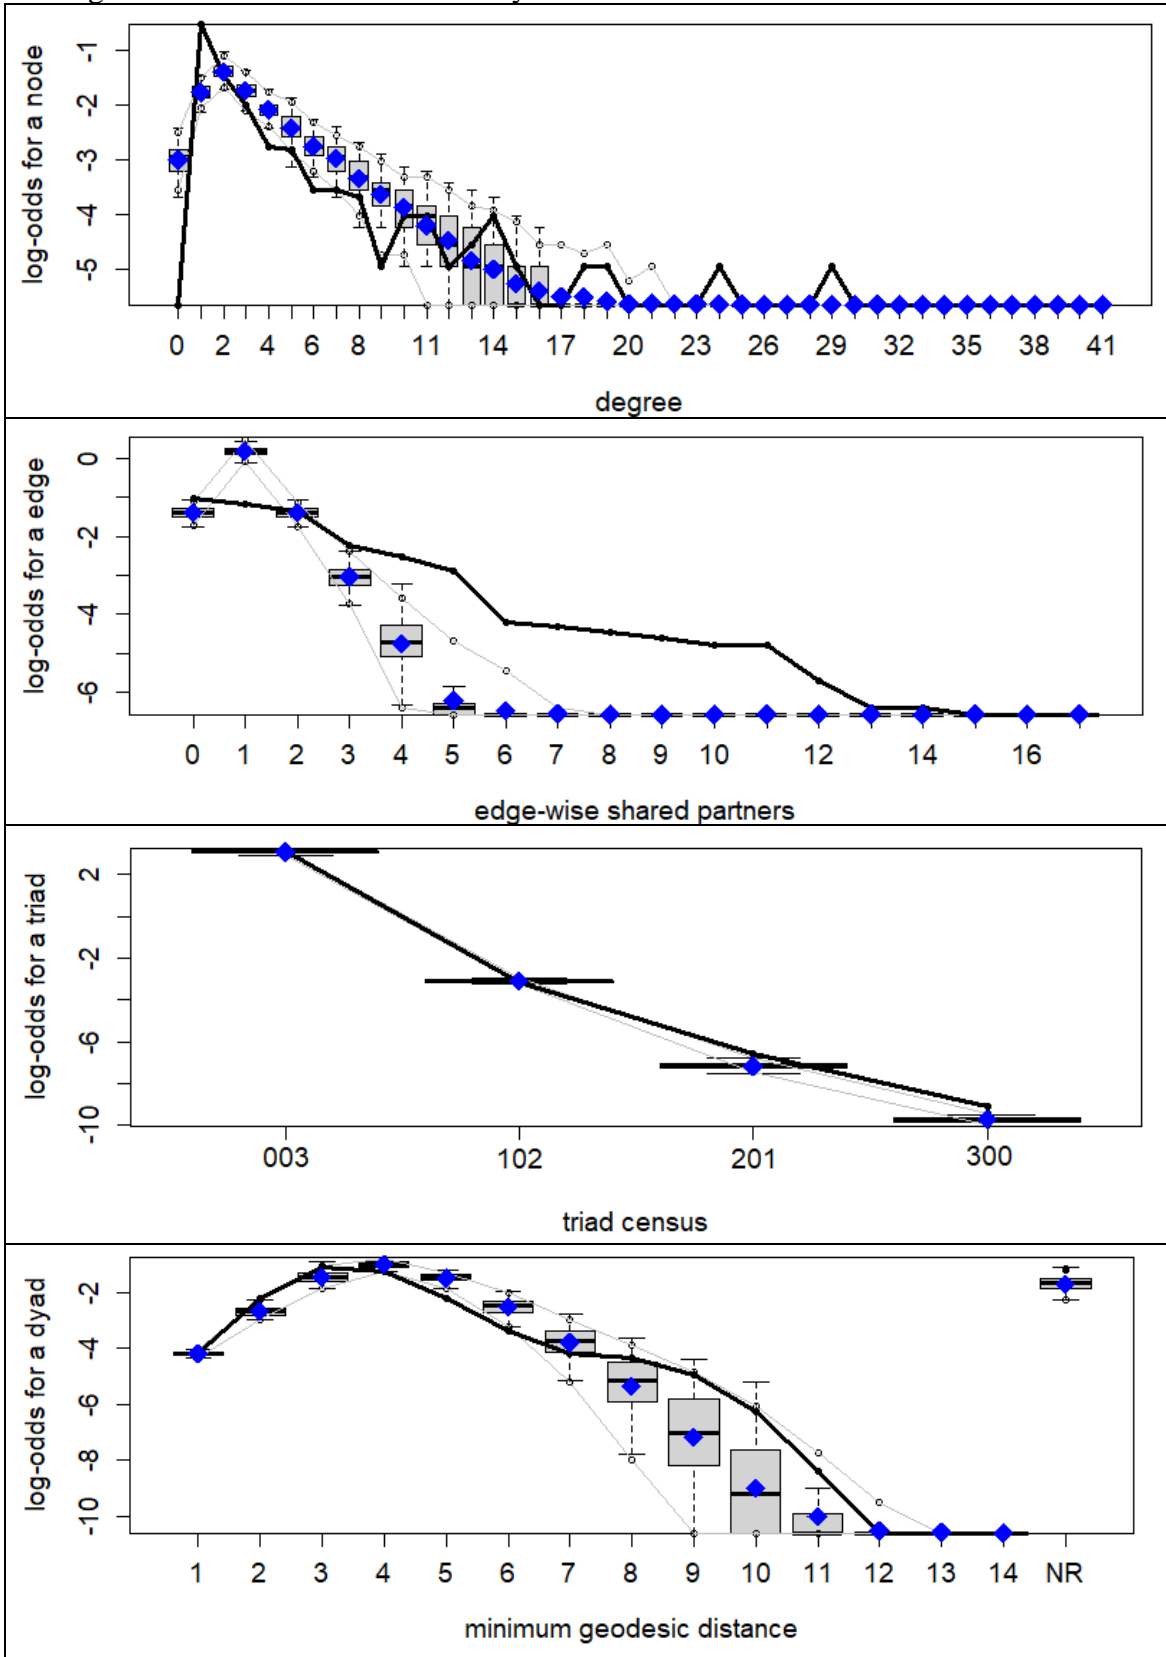 -1
-2
-3
-4
-5
log-odds for a node
0 2 4 6 8 11 14 17 20 23 26 29 32 35 38 41
degree
0
-2
-4
-6
log-odds for a edge
0 1 2 3 4 5 6 7 8 9 10 12 14 16
edge-wise shared partners
2
-2
-6
-10
log-odds for a triad
003 102 201 300
triad census
-2
-4
-6
-8
-10
log-odds for a dyad
1 2 3 4 5 6 7 8 9 10 11 12 13 14 NR
minimum geodesic distance